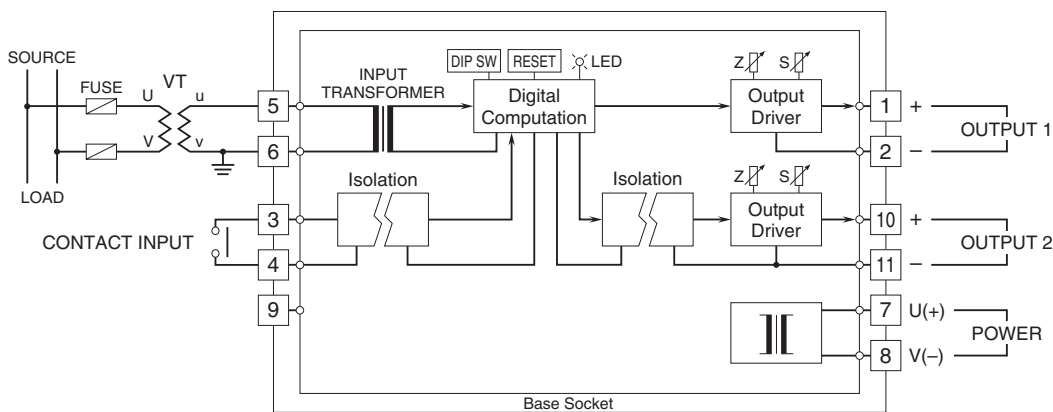 SOURCE
FUSE
VT
U
u
V
v
LOAD
CONTACT INPUT
5
6
3
4
9
INPUT
TRANSFORMER
DIP SW
RESET
LED
Digital
Computation
Isolation
Isolation
Z
S
Output
Driver
Z
S
Output
Driver
1
+
2
–
OUTPUT 1
10
+
11
–
OUTPUT 2
7
U(+)
8
V(–)
POWER
Base Socket